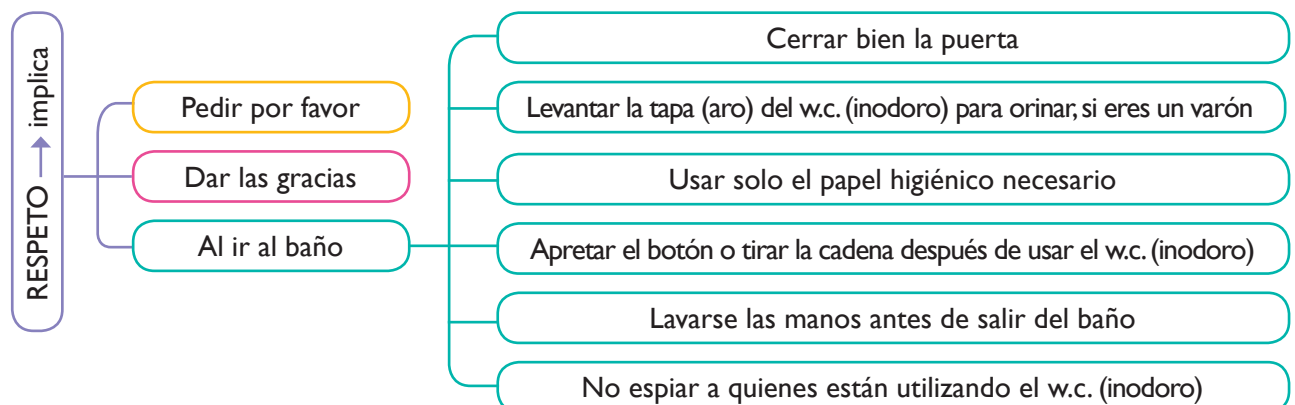 RESPETO → implica
Pedir por favor
Dar las gracias
Al ir al baño
Cerrar bien la puerta
Levantar la tapa (aro) del w.c. (inodoro) para orinar, si eres un varón
Usar solo el papel higiénico necesario
Apretar el botón o tirar la cadena después de usar el w.c. (inodoro)
Lavarse las manos antes de salir del baño
No espiar a quienes están utilizando el w.c. (inodoro)